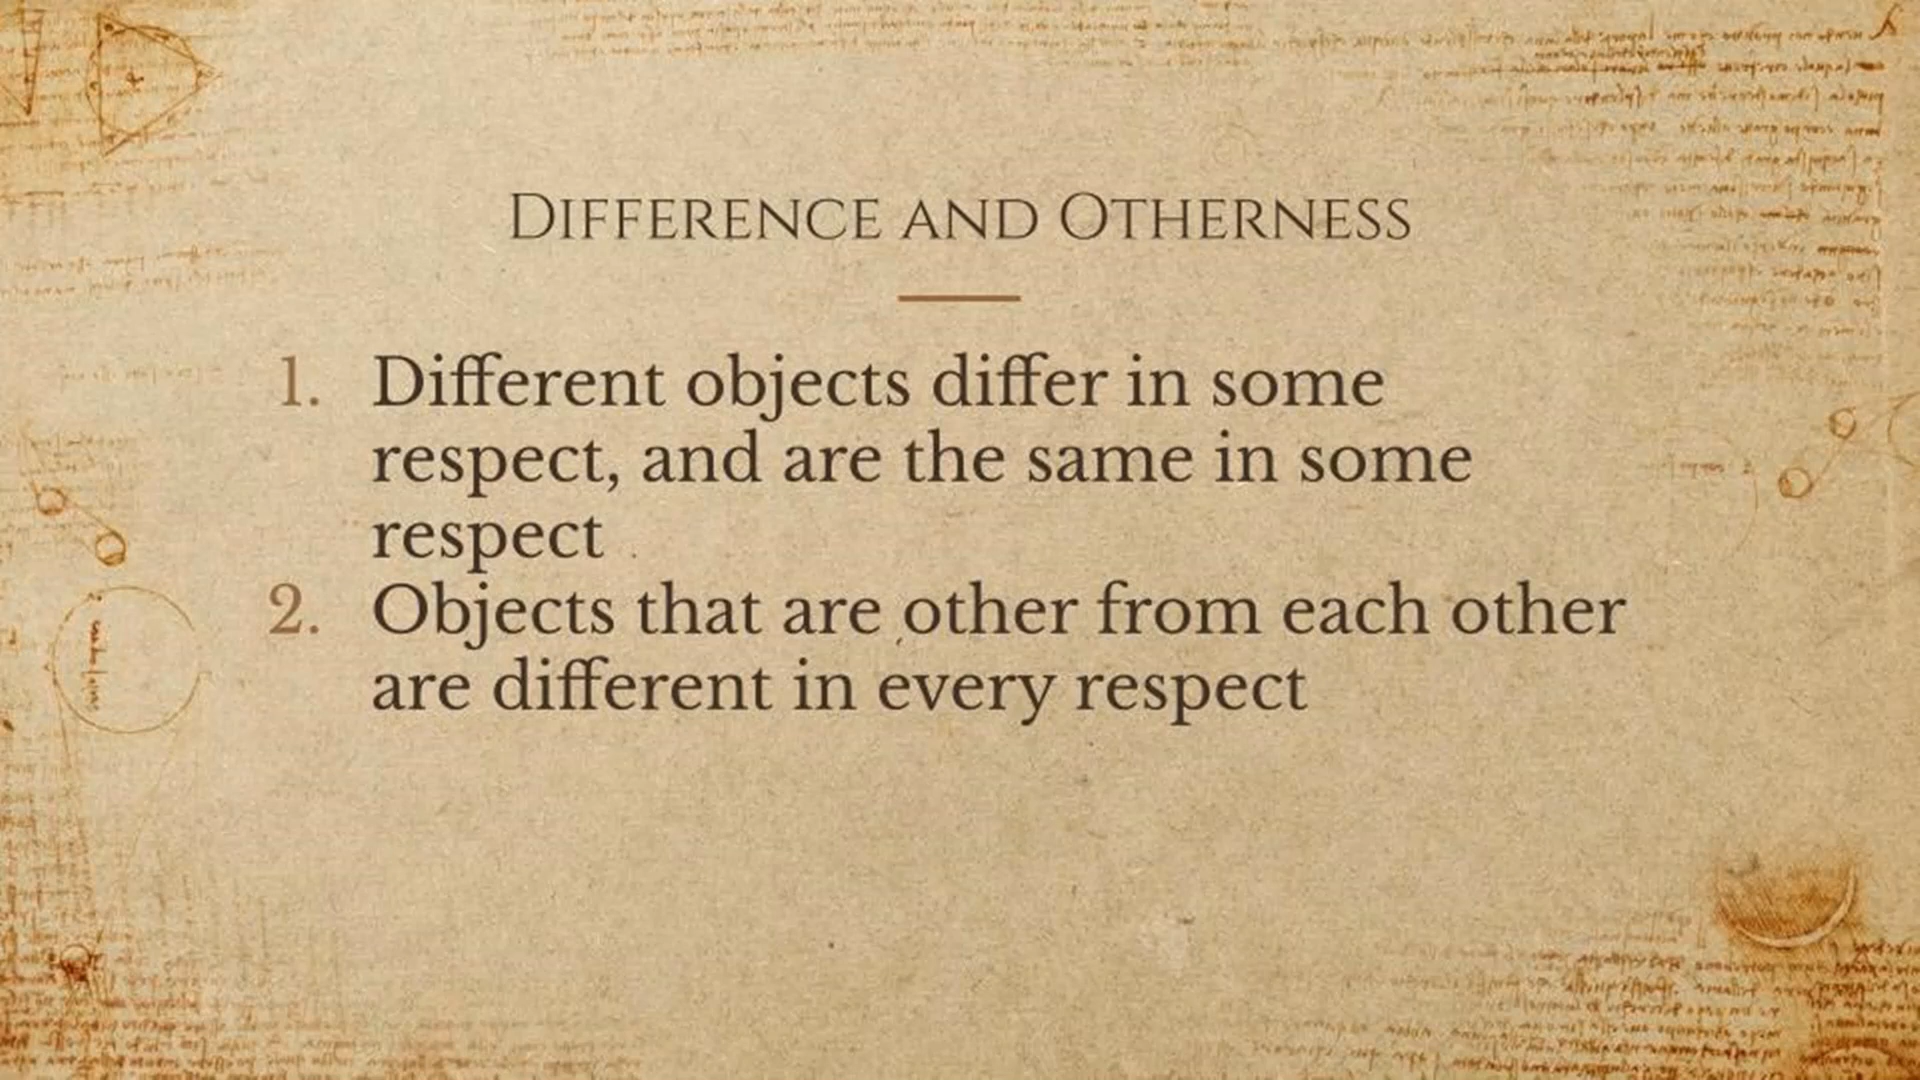 Difference and Otherness
1. Different objects differ in some
respect, and are the same in some
respect
2. Objects that are other from each other
are different in every respect